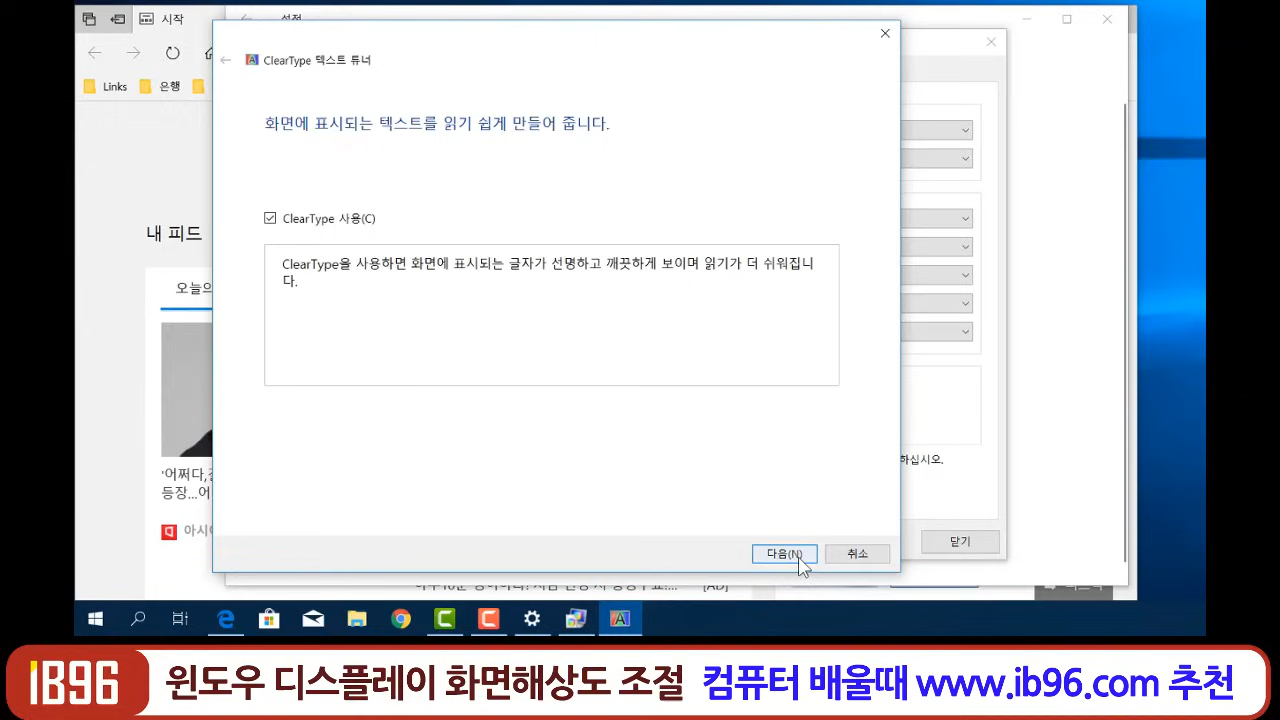 시작
설정
ClearType 텍스트 튜너
Links
은행
화면에 표시되는 텍스트를 읽기 쉽게 만들어 줍니다.
ClearType 사용(C)
내 피드
ClearType을 사용하면 화면에 표시되는 글자가 선명하고 깨끗하게 보이며 읽기가 더 쉬워집니
다.
하십시오.
등장...어
닫기
다음(N)
취소
[AD]
IB96
윈도우 디스플레이 화면해상도 조절 컴퓨터 배울때 www.ib96.com 추천